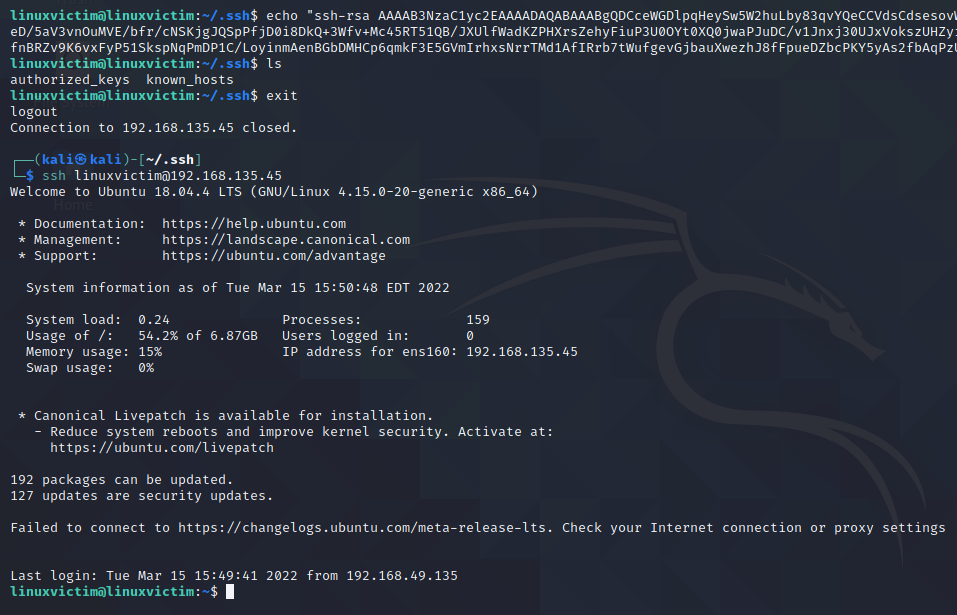 linuxvictim@linuxvictim:~/.ssh$ echo "ssh-rsa AAAAB3NzaC1yc2EAAAADAQABAAABgQDCceWGDlpqHeySw5W2huLby83qvYQeCCVdsCdsesovW
eD/5aV3vnOuMVE/bfr/cNSKjgJQSpPfjD0i8DkQ+3Wfv+Mc45RT51QB/JXUlfWadKZPHXrsZehyFiuP3U0OYt0XQ0jwaPJuDC/v1Jnxj30UJxVokszUHZyi
fnBRZv9K6vxFyP51SkspNqPmDP1C/LoyinmAenBGbDMHCp6qmkF3E5GVmIrhxsNrrTMd1AfIRrb7tWufgevGjbauXwezhJ8fFpueDZbcPKY5yAs2fbAqPzU
linuxvictim@linuxvictim:~/.ssh$ ls
authorized_keys  known_hosts
linuxvictim@linuxvictim:~/.ssh$ exit
logout
Connection to 192.168.135.45 closed.
┌──(kali㉿kali)-[~/.ssh]
└─$ ssh linuxvictim@192.168.135.45
Welcome to Ubuntu 18.04.4 LTS (GNU/Linux 4.15.0-20-generic x86_64)
Home
 * Documentation:  https://help.ubuntu.com
 * Management:     https://landscape.canonical.com
 * Support:        https://ubuntu.com/advantage
  System information as of Tue Mar 15 15:50:48 EDT 2022
  System load:  0.24              Processes:            159
  Usage of /:   54.2% of 6.87GB   Users logged in:      0
  Memory usage: 15%               IP address for ens160: 192.168.135.45
  Swap usage:   0%
 * Canonical Livepatch is available for installation.
   - Reduce system reboots and improve kernel security. Activate at:
     https://ubuntu.com/livepatch
192 packages can be updated.
127 updates are security updates.
Failed to connect to https://changelogs.ubuntu.com/meta-release-lts. Check your Internet connection or proxy settings
Last login: Tue Mar 15 15:49:41 2022 from 192.168.49.135
linuxvictim@linuxvictim:~$